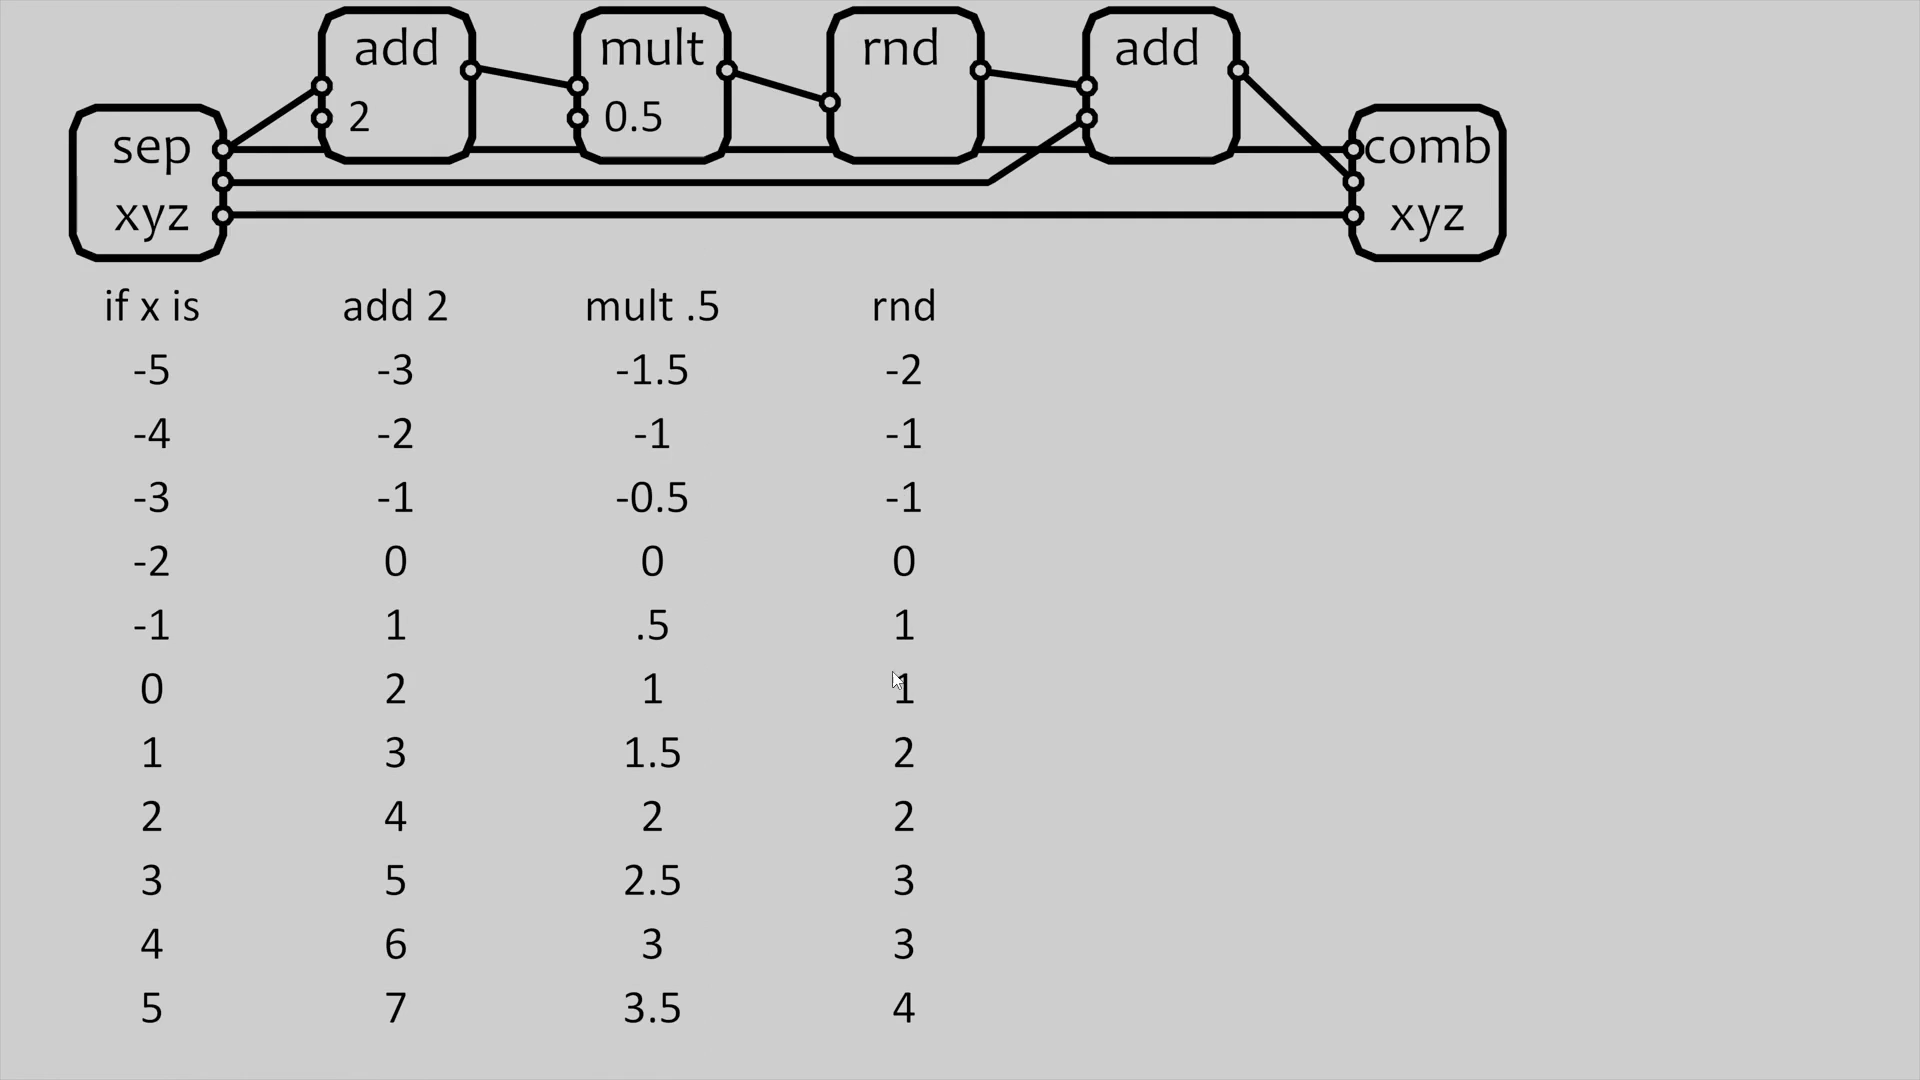 add mult rnd add
2 0.5
sep comb
xyz xyz
if x is add 2 mult .5 rnd
-5 -3 -1.5 -2
-4 -2 -1 -1
-3 -1 -0.5 -1
-2 0 0 0
-1 1 .5 1
0 2 1 1
1 3 1.5 2
2 4 2 2
3 5 2.5 3
4 6 3 3
5 7 3.5 4